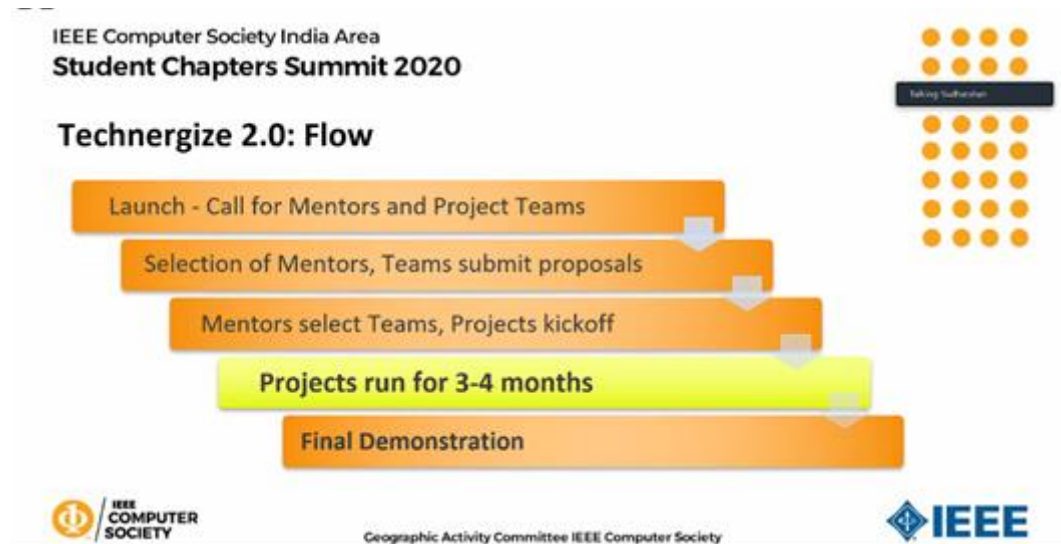 IEEE Computer Society India Area
Student Chapters Summit 2020
Technergize 2.0: Flow
Launch - Call for Mentors and Project Teams
Selection of Mentors, Teams submit proposals
Mentors select Teams, Projects kickoff
Projects run for 3-4 months
Final Demonstration
IEEE
COMPUTER
SOCIETY
Geographic Activity Committee IEEE Computer Society
IEEE